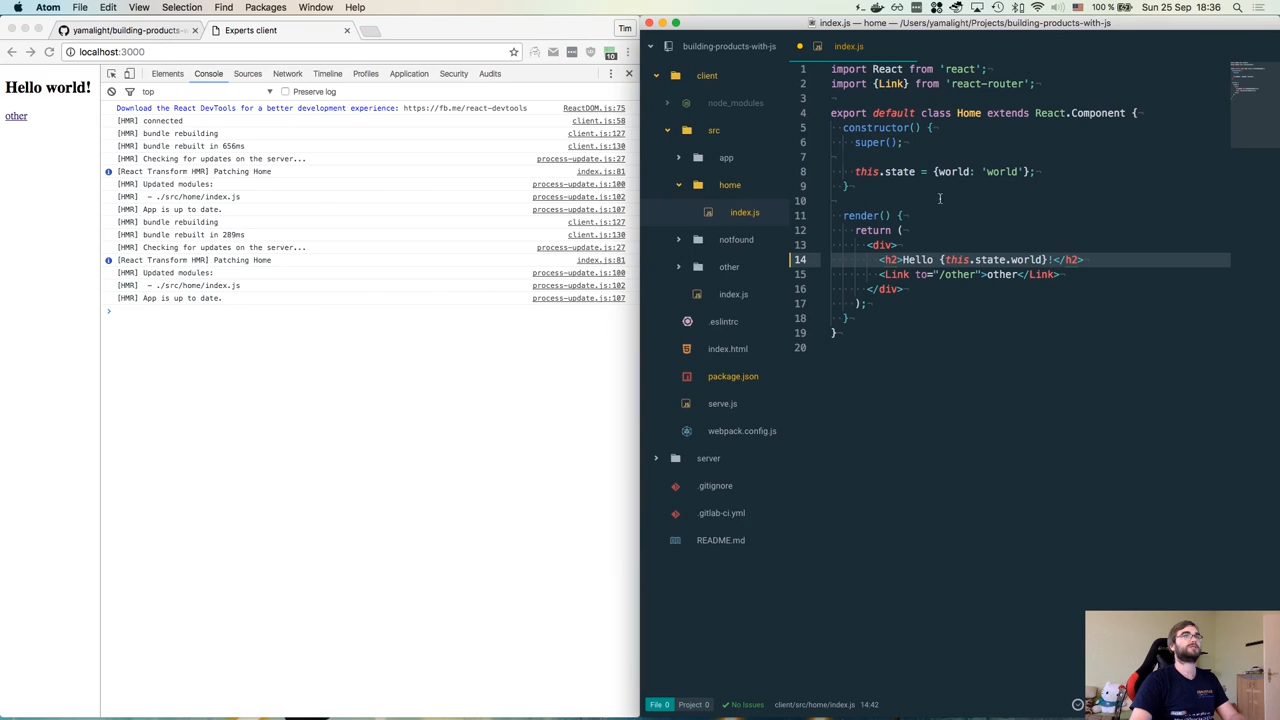 Atom File Edit View Selection Find Packages Window Help
100 % Sun 25 Sep 18:36
yamalight/building-products-
Experts client
Tim
localhost:3000
10
Hello world!
other
Elements Console Sources Network Timeline Profiles Application Security Audits
top Preserve log
Download the React DevTools for a better development experience: https://fb.me/react-devtools ReactDOM.js:75
[HMR] connected client.js:58
[HMR] bundle rebuilding client.js:127
[HMR] bundle rebuilt in 656ms client.js:130
[HMR] Checking for updates on the server... process-update.js:27
[React Transform HMR] Patching Home index.js:81
[HMR] Updated modules: process-update.js:100
[HMR] - ./src/home/index.js process-update.js:102
[HMR] App is up to date. process-update.js:107
[HMR] bundle rebuilding client.js:127
[HMR] bundle rebuilt in 289ms client.js:130
[HMR] Checking for updates on the server... process-update.js:27
[React Transform HMR] Patching Home index.js:81
[HMR] Updated modules: process-update.js:100
[HMR] - ./src/home/index.js process-update.js:102
[HMR] App is up to date. process-update.js:107
index.js — home — /Users/yamalight/Projects/building-products-with-js
building-products-with-js
client
node_modules
src
app
home
index.js
notfound
other
index.js
.eslintrc
index.html
package.json
serve.js
webpack.config.js
server
.gitignore
.gitlab-ci.yml
README.md
index.js
1 import React from 'react';
2 import {Link} from 'react-router';
3
4 export default class Home extends React.Component {
5 constructor() {
6 super();
7
8 this.state = {world: 'world'};
9 }
10
11 render() {
12 return (
13 <div>
14 <h2>Hello {this.state.world}!</h2>
15 <Link to="/other">other</Link>
16 </div>
17 );
18 }
19 }
20
File 0 Project 0 No Issues client/src/home/index.js 14:42